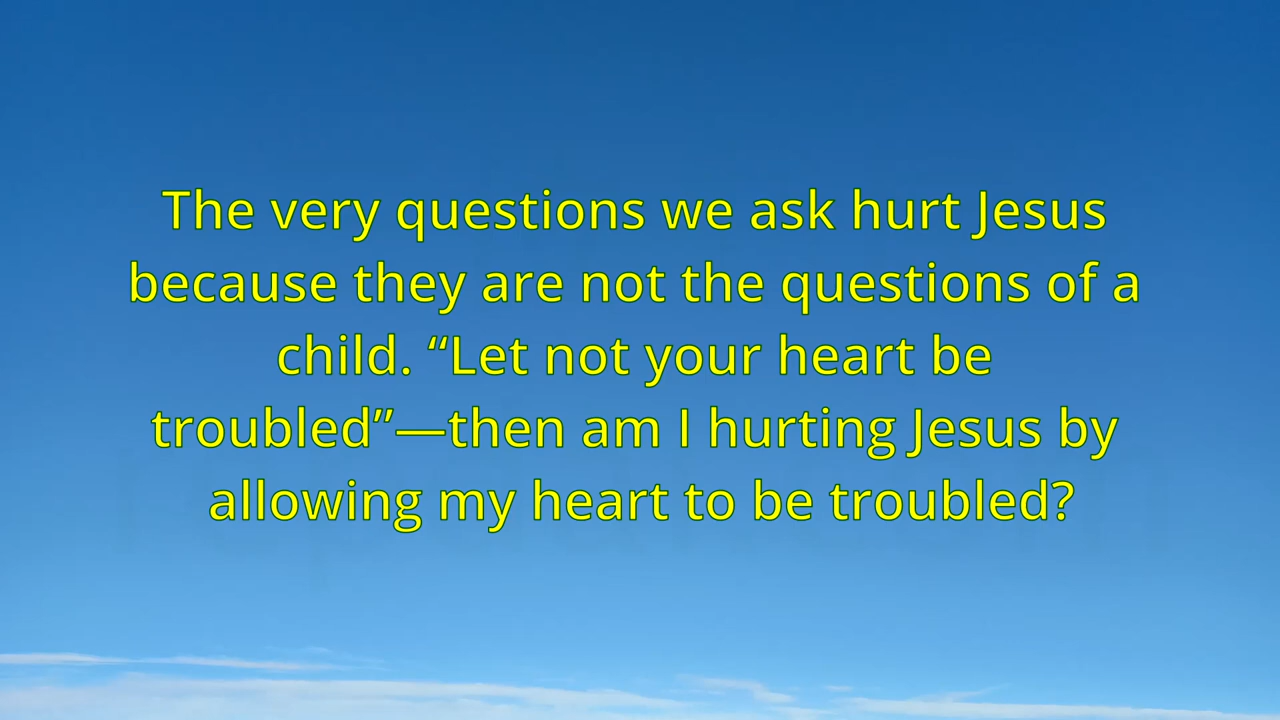 The very questions we ask hurt Jesus
because they are not the questions of a
child. “Let not your heart be
troubled”—then am I hurting Jesus by
allowing my heart to be troubled?